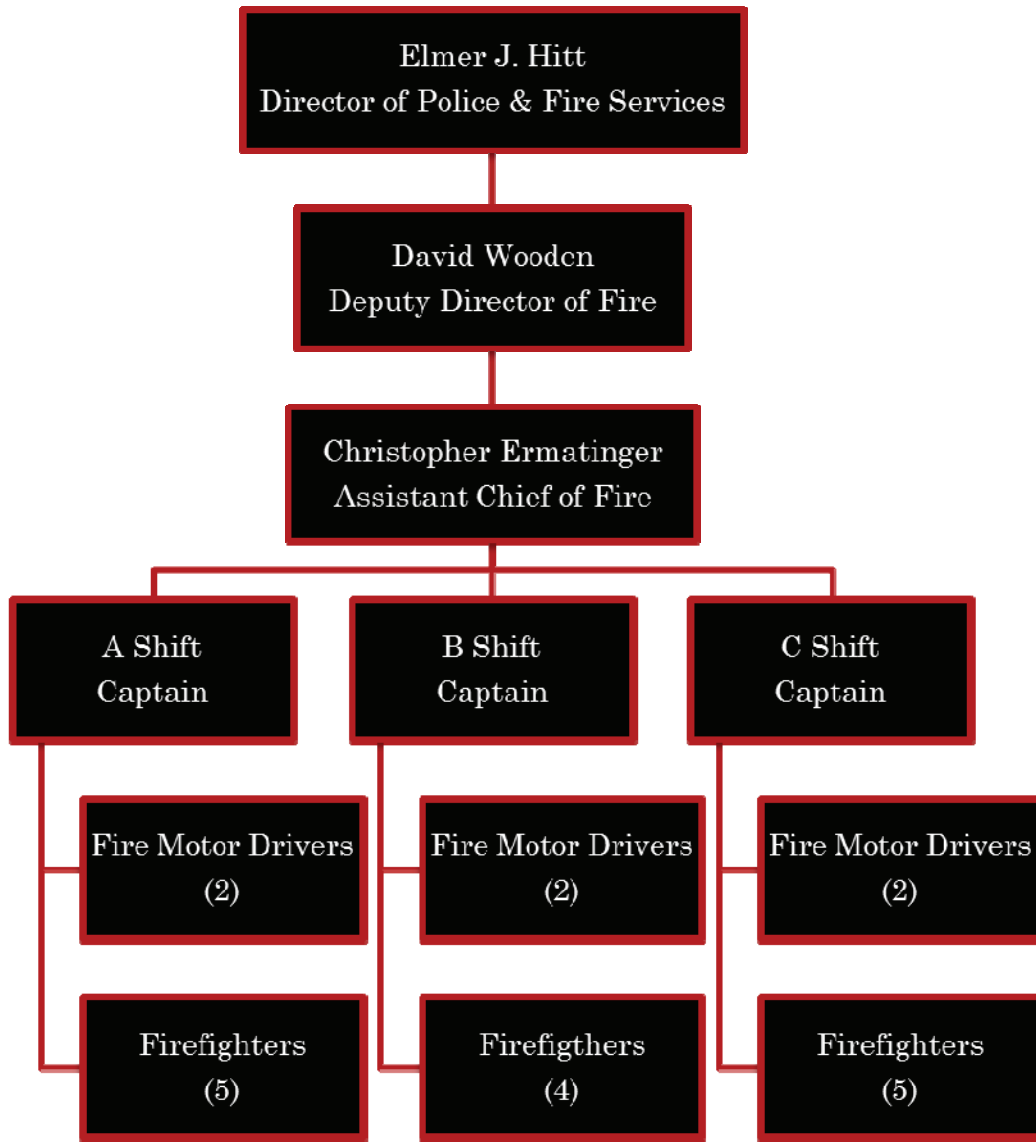 Elmer J. Hitt
Director of Police & Fire Services
David Wooden
Deputy Director of Fire
Christopher Ermatinger
Assistant Chief of Fire
A Shift
Captain
B Shift
Captain
C Shift
Captain
Fire Motor Drivers
(2)
Fire Motor Drivers
(2)
Fire Motor Drivers
(2)
Firefighters
(5)
Firefigthers
(4)
Firefighters
(5)